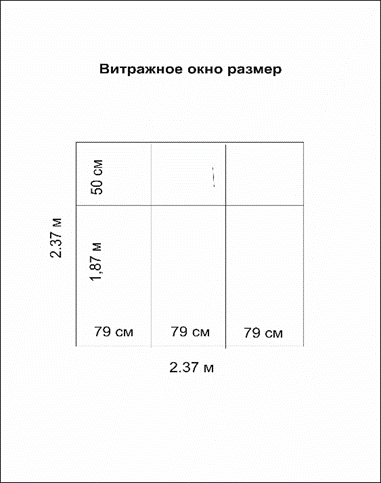 Витражное окно размер
50 см
2.37 м
1,87 м
79 см 79 см 79 см
2.37 м